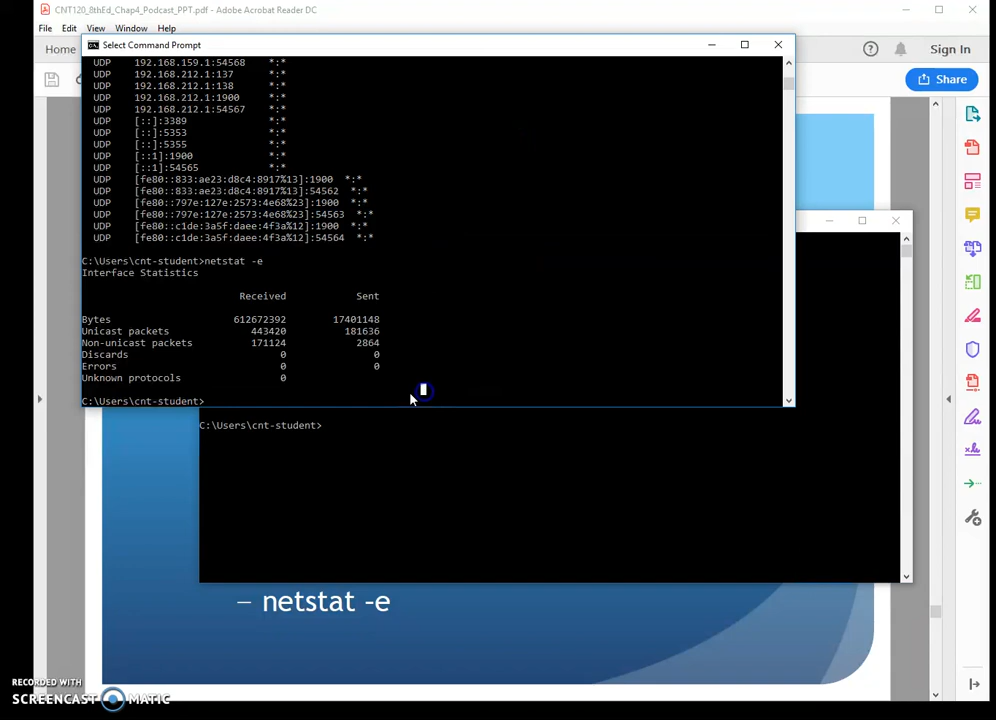 CNT120_8thEd_Chap4_Podcast_PPT.pdf - Adobe Acrobat Reader DC
File Edit View Window Help
Home
Sign In
Share
Select Command Prompt
UDP 192.168.159.1:54568 *:*
UDP 192.168.212.1:137 *:*
UDP 192.168.212.1:138 *:*
UDP 192.168.212.1:1900 *:*
UDP 192.168.212.1:54567 *:*
UDP [::]:3389 *:*
UDP [::]:5353 *:*
UDP [::]:5355 *:*
UDP [::1]:1900 *:*
UDP [::1]:54565 *:*
UDP [fe80::833:ae23:d8c4:8917%13]:1900 *:*
UDP [fe80::833:ae23:d8c4:8917%13]:54562 *:*
UDP [fe80::797e:127e:2573:4e68%23]:1900 *:*
UDP [fe80::797e:127e:2573:4e68%23]:54563 *:*
UDP [fe80::c1de:3a5f:daee:4f3a%12]:1900 *:*
UDP [fe80::c1de:3a5f:daee:4f3a%12]:54564 *:*
C:\Users\cnt-student>netstat -e
Interface Statistics
Received Sent
Bytes 612672392 17401148
Unicast packets 443420 181636
Non-unicast packets 171124 2864
Discards 0 0
Errors 0 0
Unknown protocols 0
C:\Users\cnt-student>
C:\Users\cnt-student>
– netstat -e
RECORDED WITH
SCREENCAST MATIC